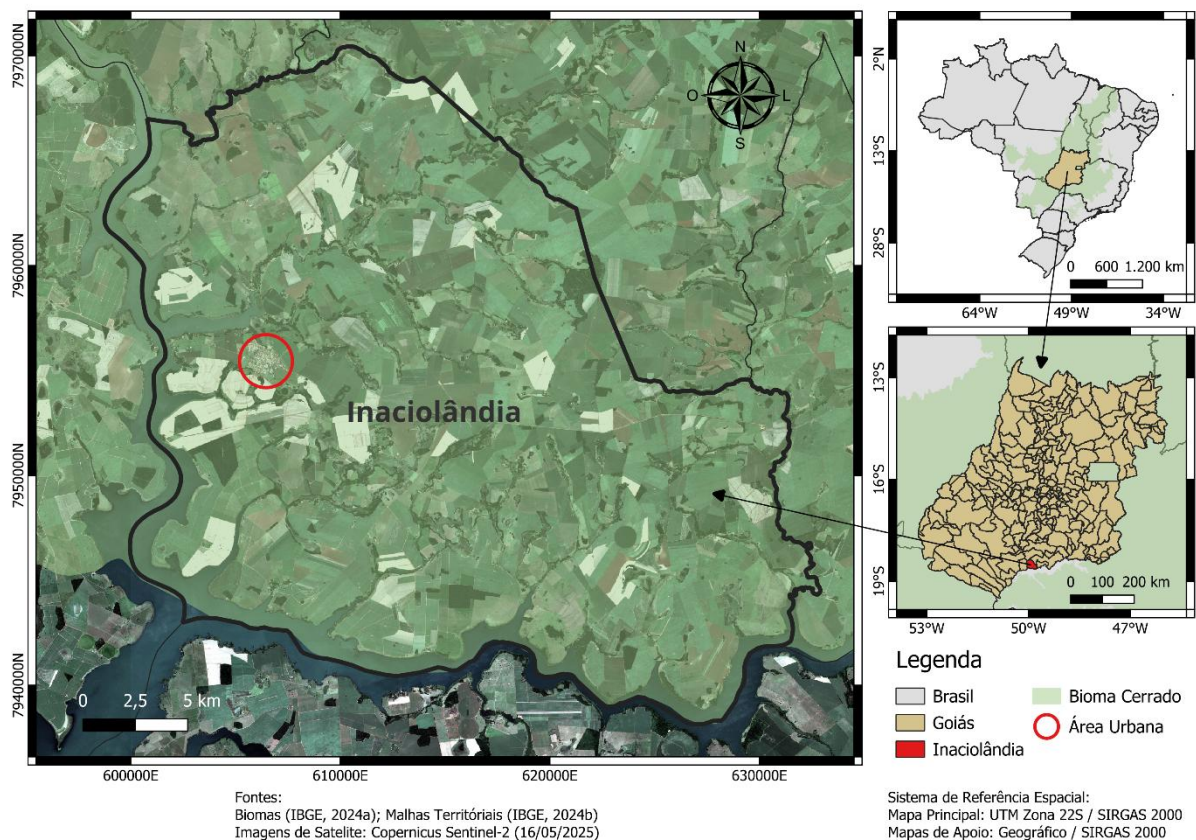 7970000N
7960000N
7950000N
7940000N
N
O
L
S
Inaciolândia
0 2,5 5 km
600000E 610000E 620000E 630000E
2°N
13°S
28°S
0 600 1.200 km
64°W 49°W 34°W
13°S
16°S
19°S
0 100 200 km
53°W 50°W 47°W
Legenda
Brasil
Goiás
Inaciolândia
Bioma Cerrado
Área Urbana
Fontes:
Biomas (IBGE, 2024a); Malhas Territóriais (IBGE, 2024b)
Imagens de Satelite: Copernicus Sentinel-2 (16/05/2025)
Sistema de Referência Espacial:
Mapa Principal: UTM Zona 22S / SIRGAS 2000
Mapas de Apoio: Geográfico / SIRGAS 2000